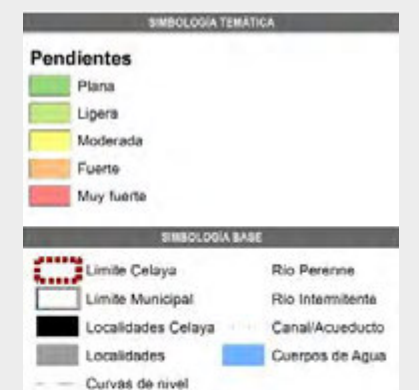 SIMBOLOGÍA TEMÁTICA
Pendientes
Plana
Ligera
Moderada
Fuerte
Muy fuerte
SIMBOLOGÍA BASE
Límite Celaya
Río Perenne
Límite Municipal
Río Intermitente
Localidades Celaya
Canal/Acueducto
Localidades
Cuerpos de Agua
Curvas de nivel